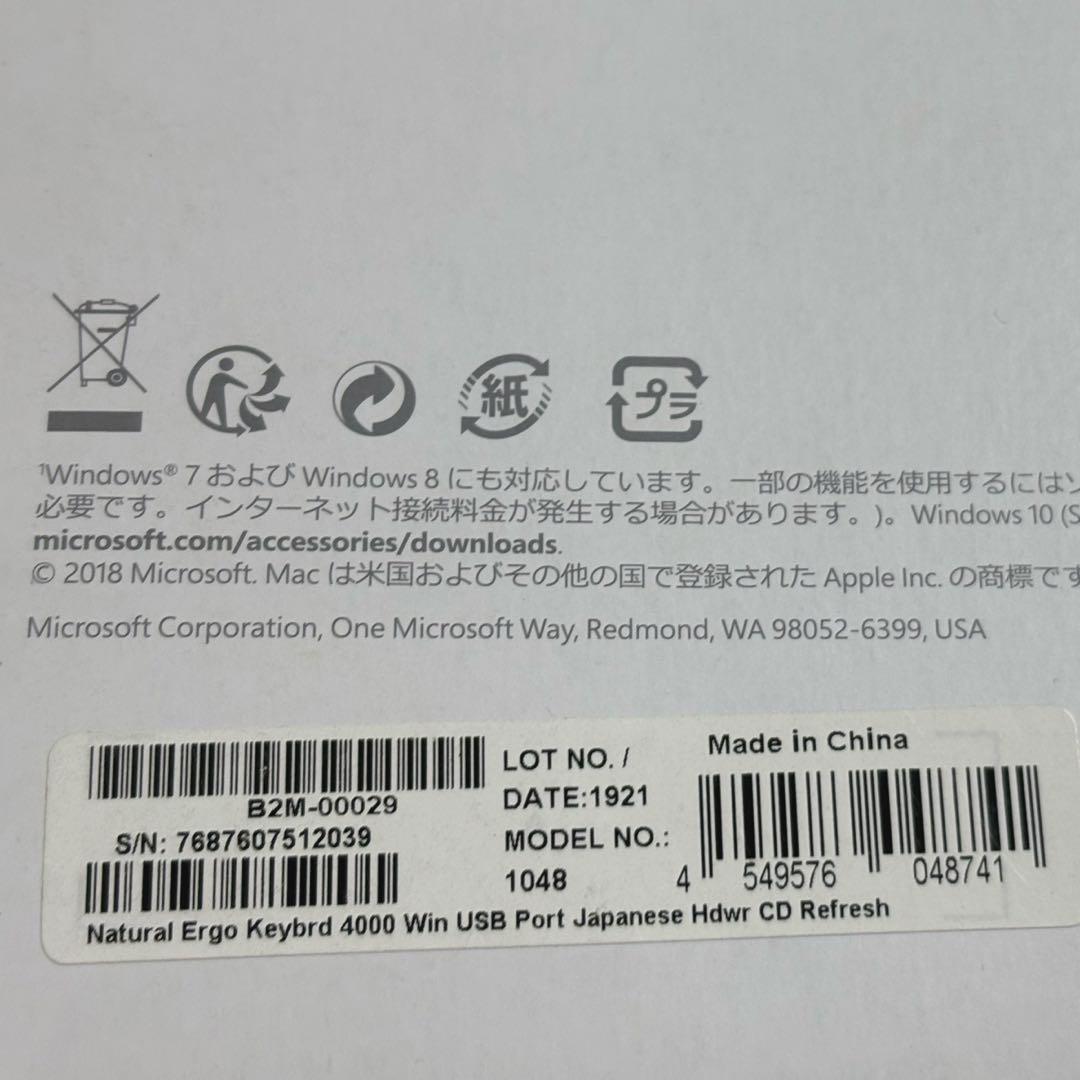 紙
プラ
¹Windows® 7 および Windows 8 にも対応しています。一部の機能を使用するにはソ
必要です。インターネット接続料金が発生する場合があります。)。Windows 10 (S
microsoft.com/accessories/downloads.
© 2018 Microsoft. Mac は米国およびその他の国で登録された Apple Inc. の商標です
Microsoft Corporation, One Microsoft Way, Redmond, WA 98052-6399, USA
B2M-00029
S/N: 7687607512039
LOT NO. /
DATE:1921
MODEL NO.:
1048
Made in China
4 549576 048741
Natural Ergo Keybrd 4000 Win USB Port Japanese Hdwr CD Refresh